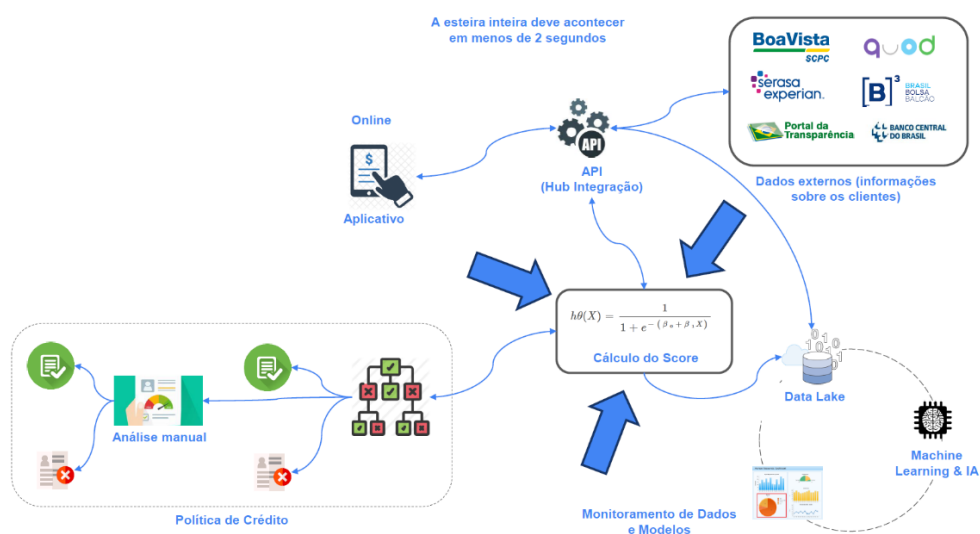 A esteira inteira deve acontecer
em menos de 2 segundos
BoaVista
SCPC
quod
serasa
experian.
[B]³
BRASIL
BOLSA
BALCÃO
Portal da
Transparência
BANCO CENTRAL
DO BRASIL
Dados externos (informações
sobre os clientes)
Online
$
Aplicativo
API
API
(Hub Integração)
hθ(X) = 1 / 1 + e^-(β₀+β₁X)
Cálculo do Score
Data Lake
Machine
Learning & IA
Monitoramento de Dados
e Modelos
Análise manual
Política de Crédito